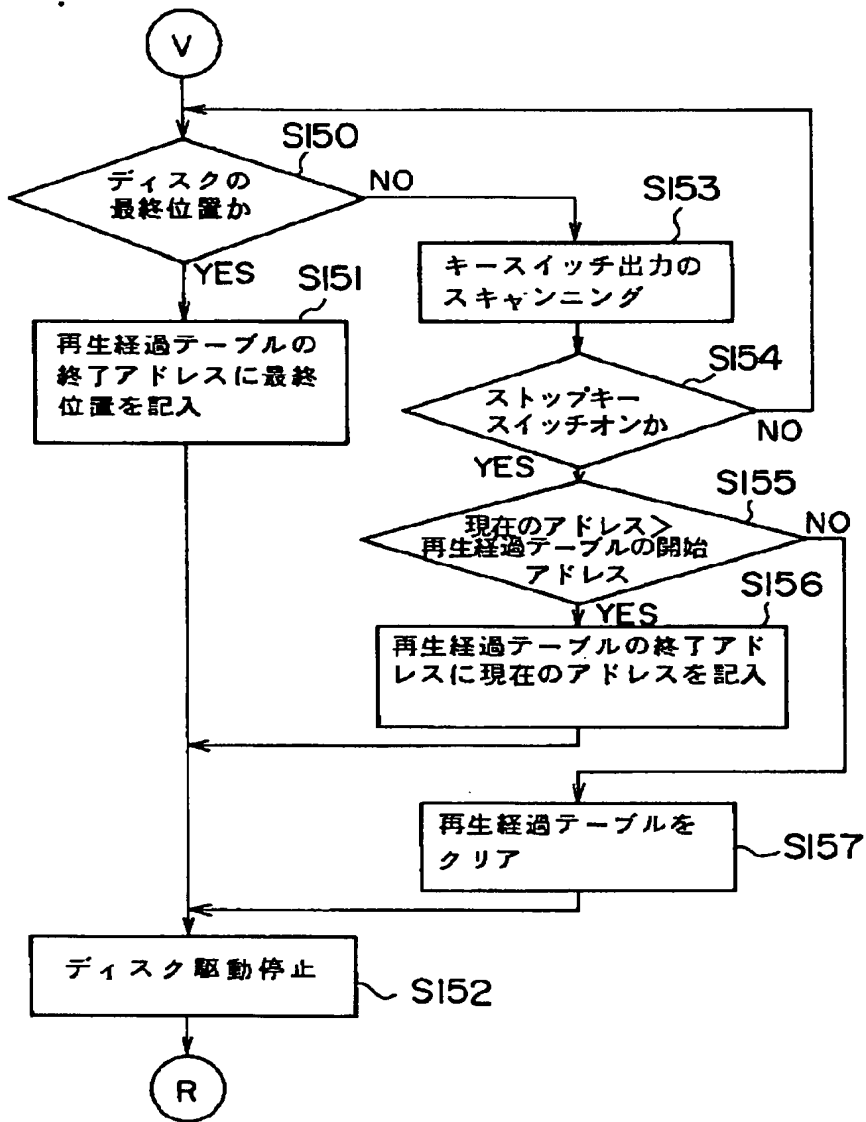 V
S150
ディスクの
最終位置か
NO
YES
S151
再生経過テーブルの
終了アドレスに最終
位置を記入
S153
キースイッチ出力の
スキャンニング
S154
ストップキー
スイッチオンか
NO
YES
S155
現在のアドレス>
再生経過テーブルの開始
アドレス
NO
YES
S156
再生経過テーブルの終了アド
レスに現在のアドレスを記入
再生経過テーブルを
クリア
S157
ディスク駆動停止
S152
R